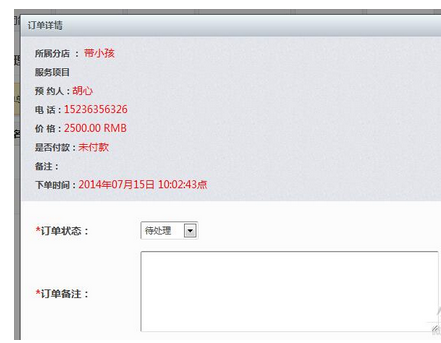 订单详情
所属分店 ： 带小孩
服务项目
预 约人：胡心
电 话：15236356326
价 格：2500.00 RMB
是否付款：未付款
备注：
下单时间：2014年07月15日 10:02:43点
*订单状态： 待处理
*订单备注：